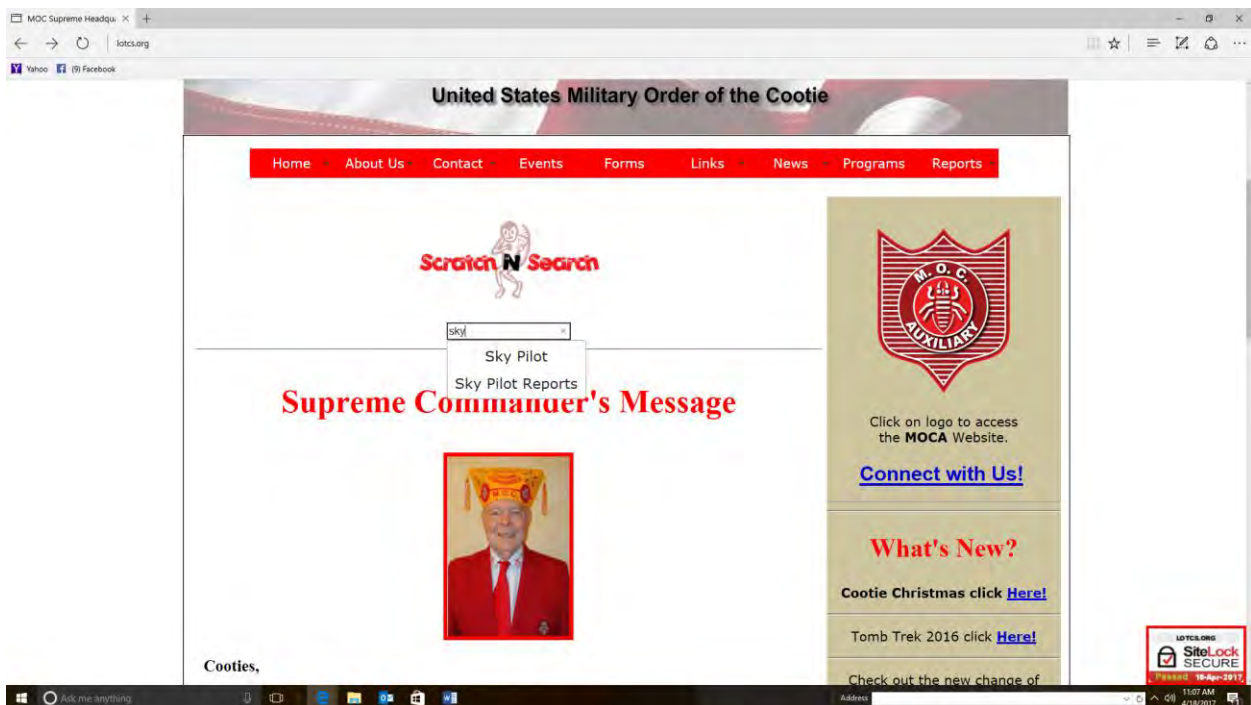 MOC Supreme Headqu
lotcs.org
Yahoo (9) Facebook
United States Military Order of the Cootie
Home About Us Contact Events Forms Links News Programs Reports
Scratch N Search
sky
Sky Pilot
Sky Pilot Reports
Supreme Commander's Message
M.O.C.
Cooties,
M. O. C.
AUXILIARY
Click on logo to access
the MOCA Website.
Connect with Us!
What's New?
Cootie Christmas click Here!
Tomb Trek 2016 click Here!
Check out the new change of
LOTCS.ORG
SiteLock
SECURE
Passed 18-Apr-2017
Ask me anything
Address
11:07 AM
4/18/2017